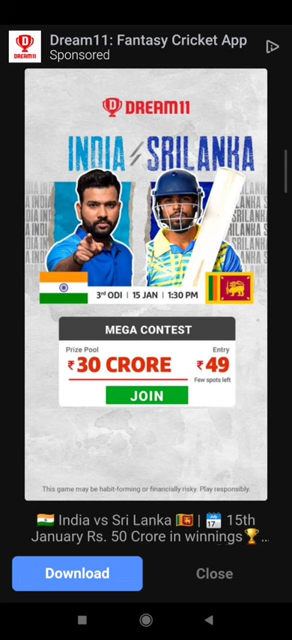 Dream11: Fantasy Cricket App
Sponsored
DREAM11
DREAM11
INDIA SRILANKA
3rd ODI | 15 JAN | 1:30 PM
MEGA CONTEST
Prize Pool Entry
₹30 CRORE ₹49
Few spots left
JOIN
This game may be habit-forming or financially risky. Play responsibly.
🇮🇳 India vs Sri Lanka 🇱🇰 | 📅 15th
January Rs. 50 Crore in winnings🏆...
Download Close